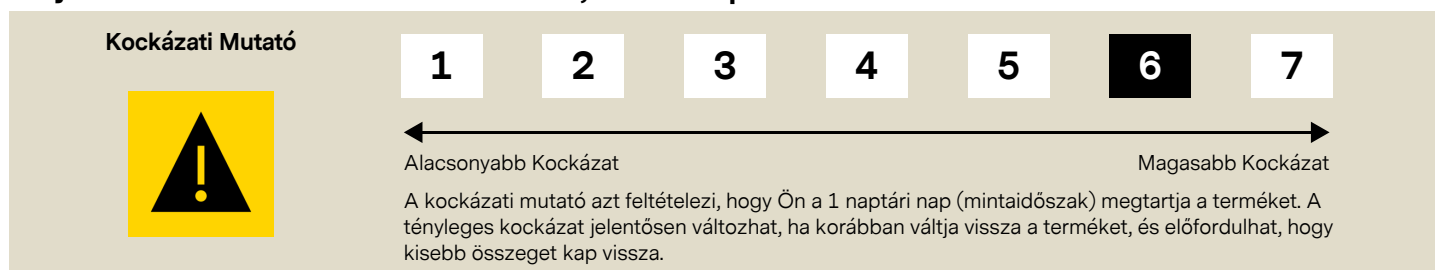 Kockázati Mutató
1 2 3 4 5 6 7
Alacsonyabb Kockázat Magasabb Kockázat
A kockázati mutató azt feltételezi, hogy Ön a 1 naptári nap (mintaidőszak) megtartja a terméket. A
tényleges kockázat jelentősen változhat, ha korábban váltja vissza a terméket, és előfordulhat, hogy
kisebb összeget kap vissza.